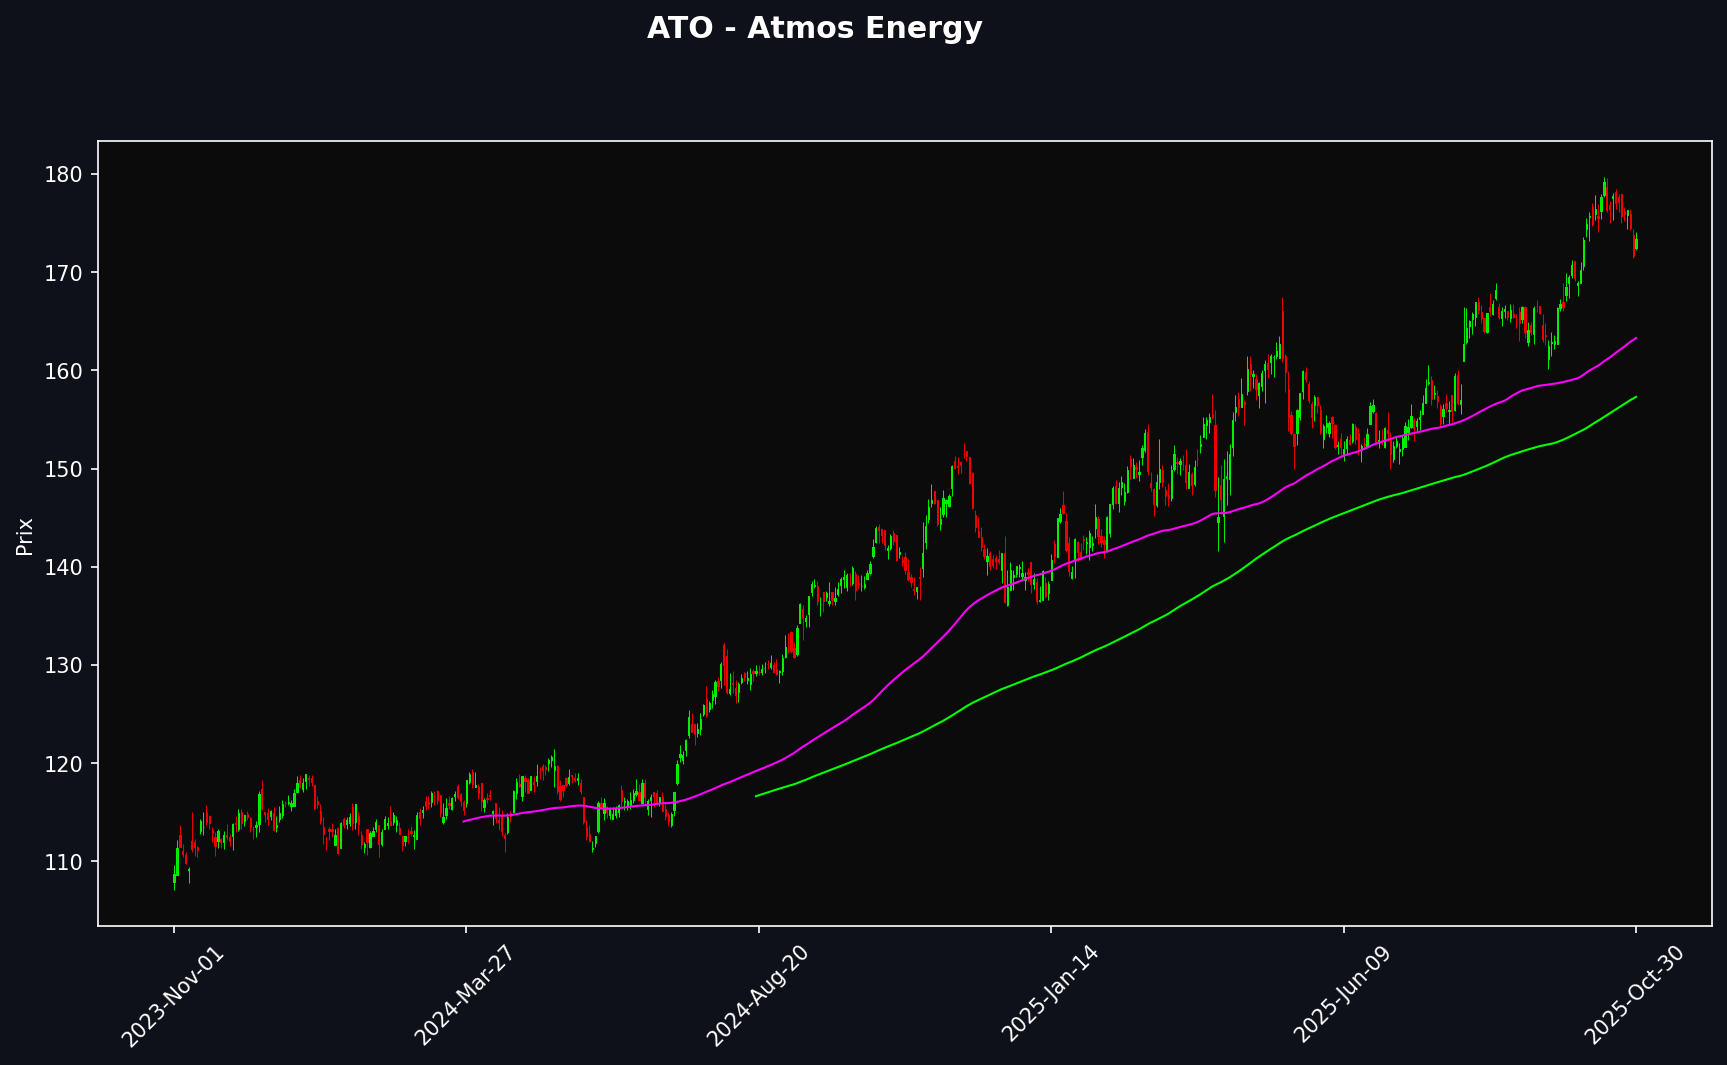 ATO - Atmos Energy
Prix
180
170
160
150
140
130
120
110
2023-Nov-01
2024-Mar-27
2024-Aug-20
2025-Jan-14
2025-Jun-09
2025-Oct-30